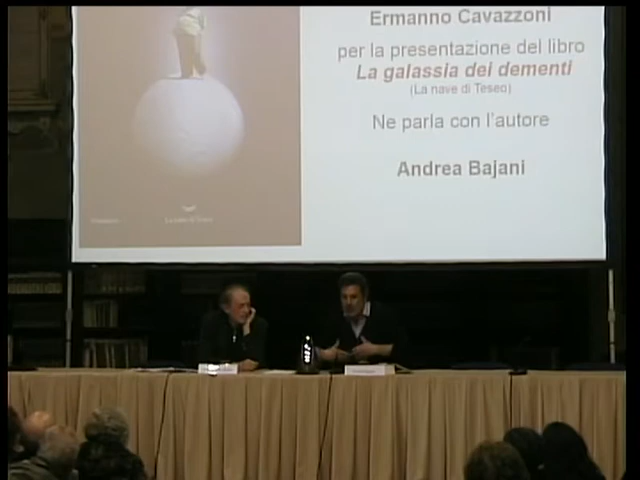 Ermanno Cavazzoni
per la presentazione del libro
La galassia dei dementi
(La nave di Teseo)
Ne parla con l'autore
Andrea Bajani